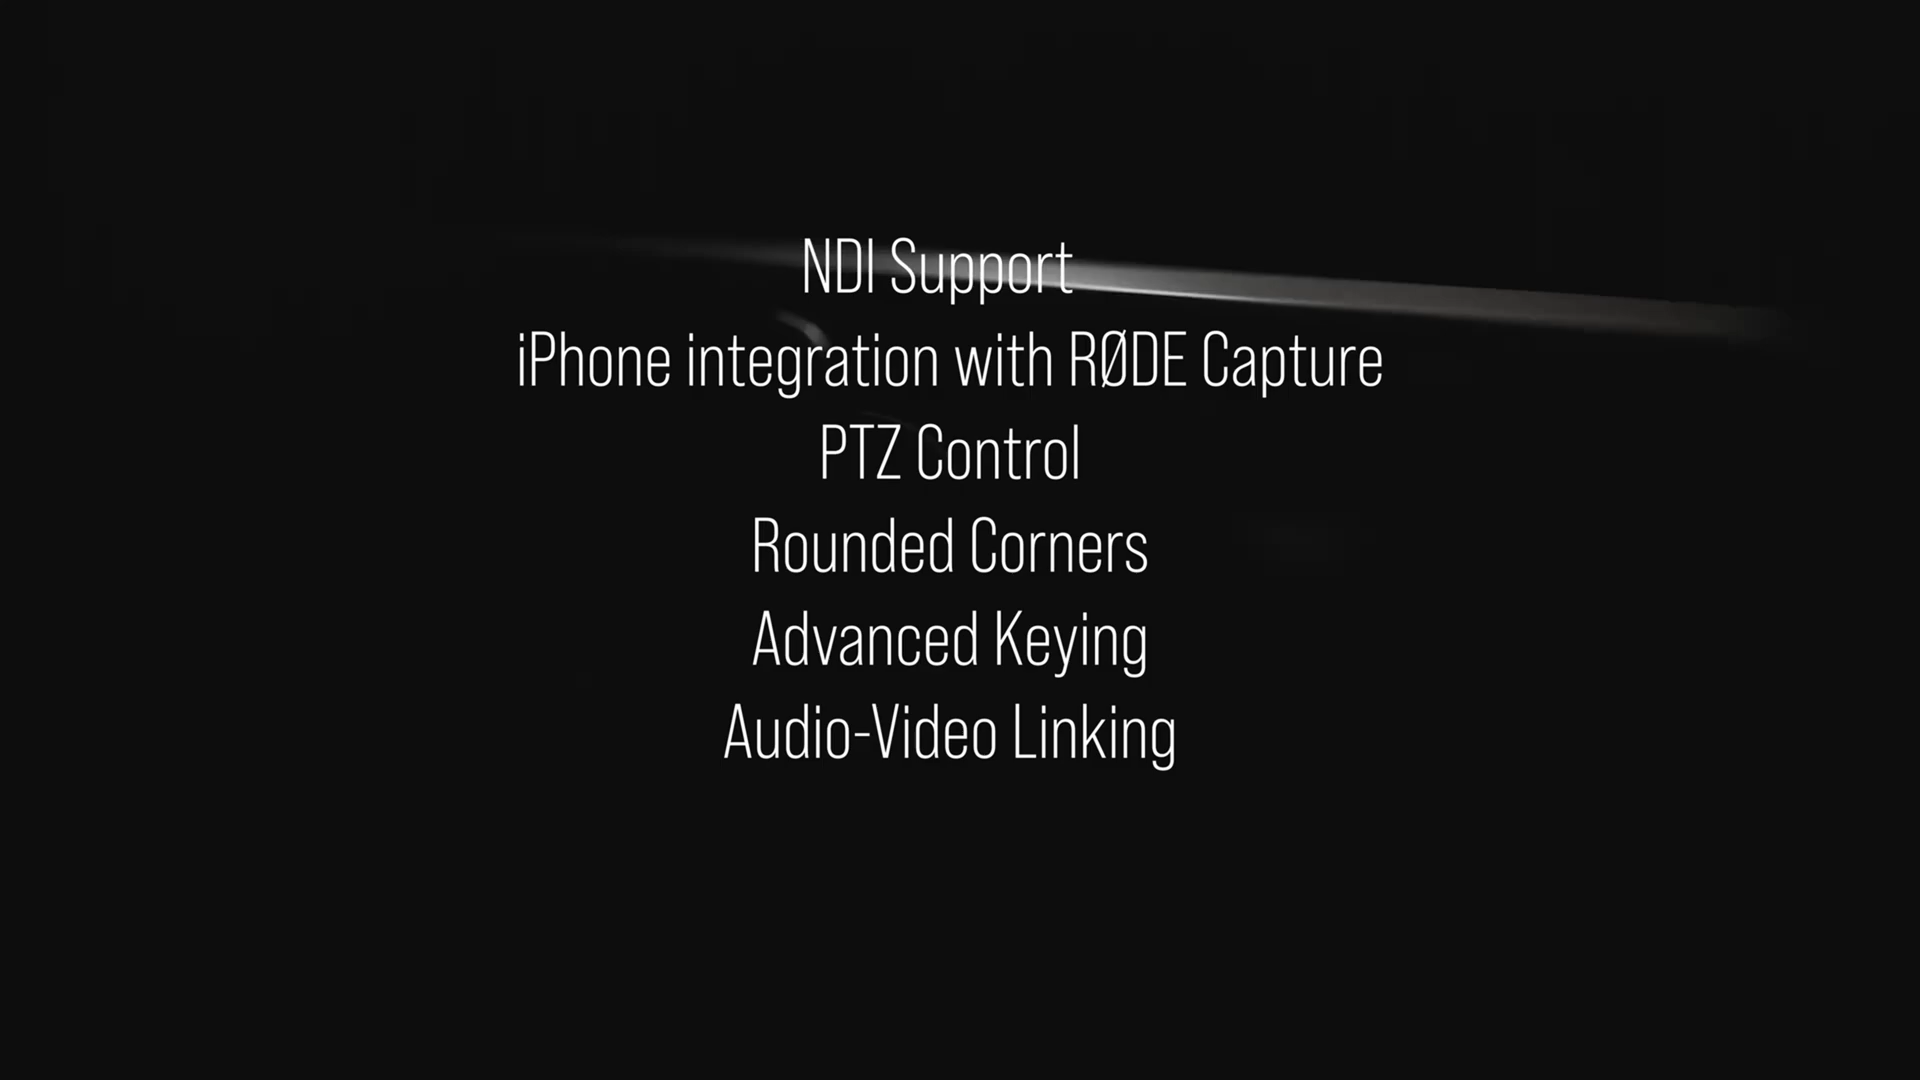 NDI Support
iPhone integration with RØDE Capture
PTZ Control
Rounded Corners
Advanced Keying
Audio-Video Linking